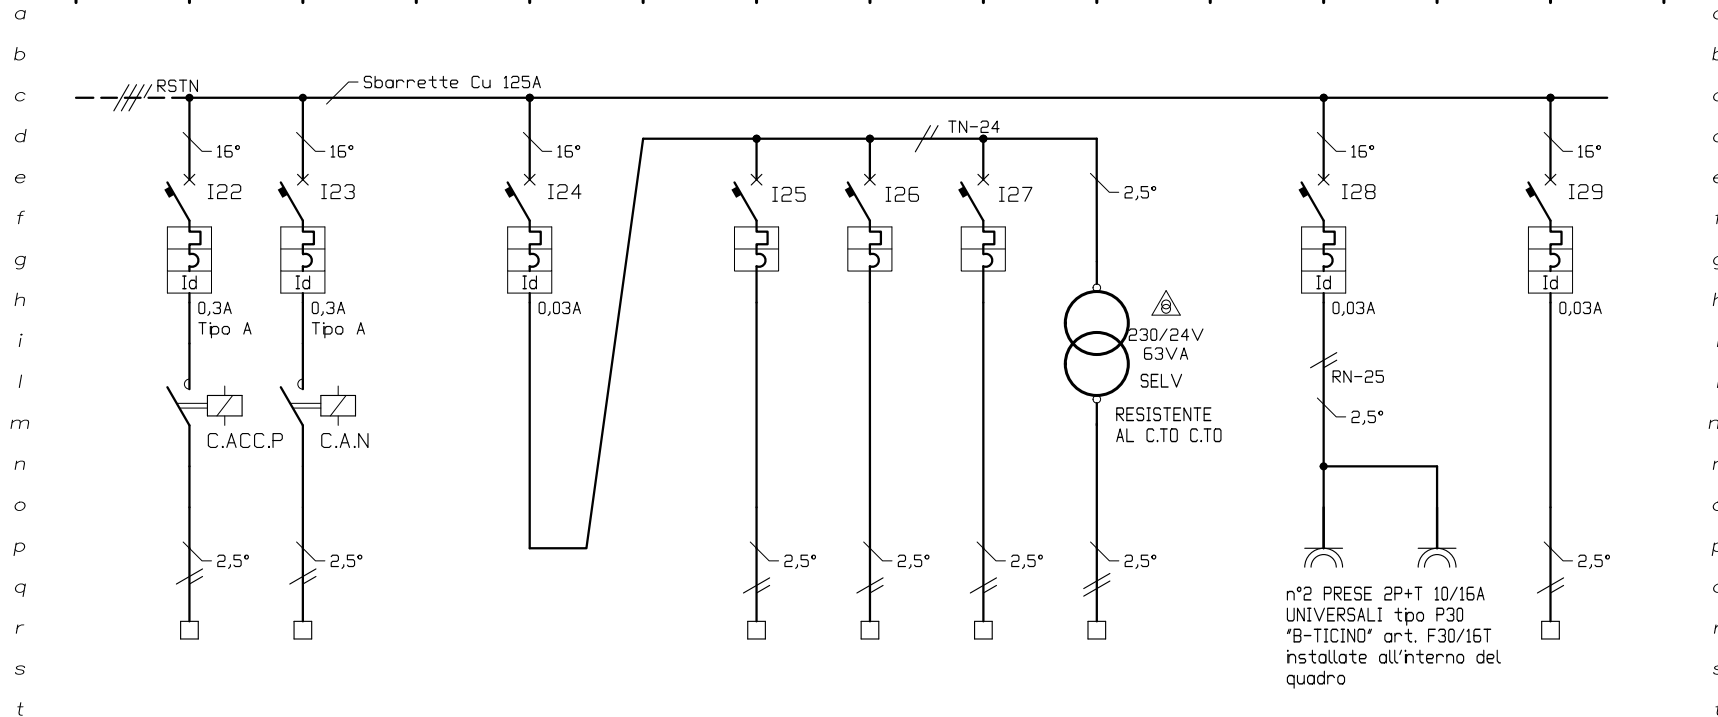 a
b
c
d
e
f
g
h
i
l
m
n
o
p
q
r
s
t
RSTN
Sbarrette Cu 125A
TN-24
16°
16°
16°
16°
16°
I22
I23
I24
I25
I26
I27
2,5°
I28
I29
Id
Id
Id
Id
Id
0,3A
Tipo A
0,3A
Tipo A
0,03A
0,03A
0,03A
230/24V
63VA
SELV
RESISTENTE
AL C.TO C.TO
RN-25
2,5°
C.ACC.P
C.A.N
2,5°
2,5°
2,5°
2,5°
2,5°
2,5°
2,5°
n°2 PRESE 2P+T 10/16A
UNIVERSALI tipo P30
"B-TICINO" art. F30/16T
installate all'interno del
quadro